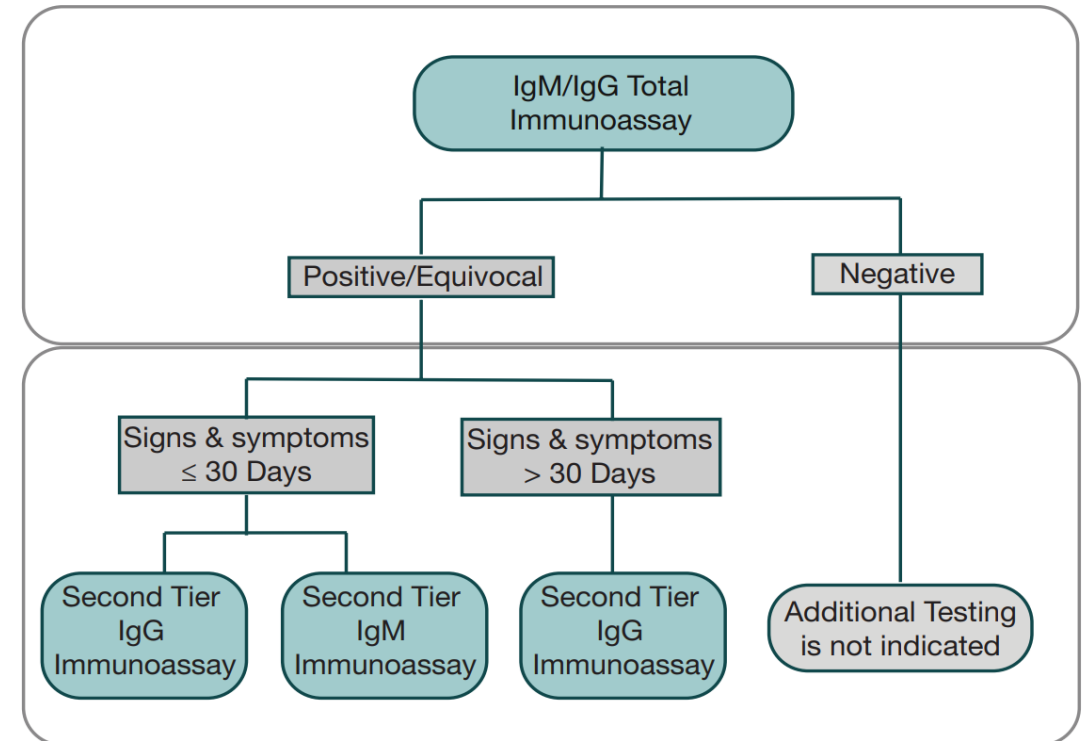 IgM/IgG Total
Immunoassay
Positive/Equivocal
Negative
Signs & symptoms
≤ 30 Days
Signs & symptoms
> 30 Days
Second Tier
IgG
Immunoassay
Second Tier
IgM
Immunoassay
Second Tier
IgG
Immunoassay
Additional Testing
is not indicated